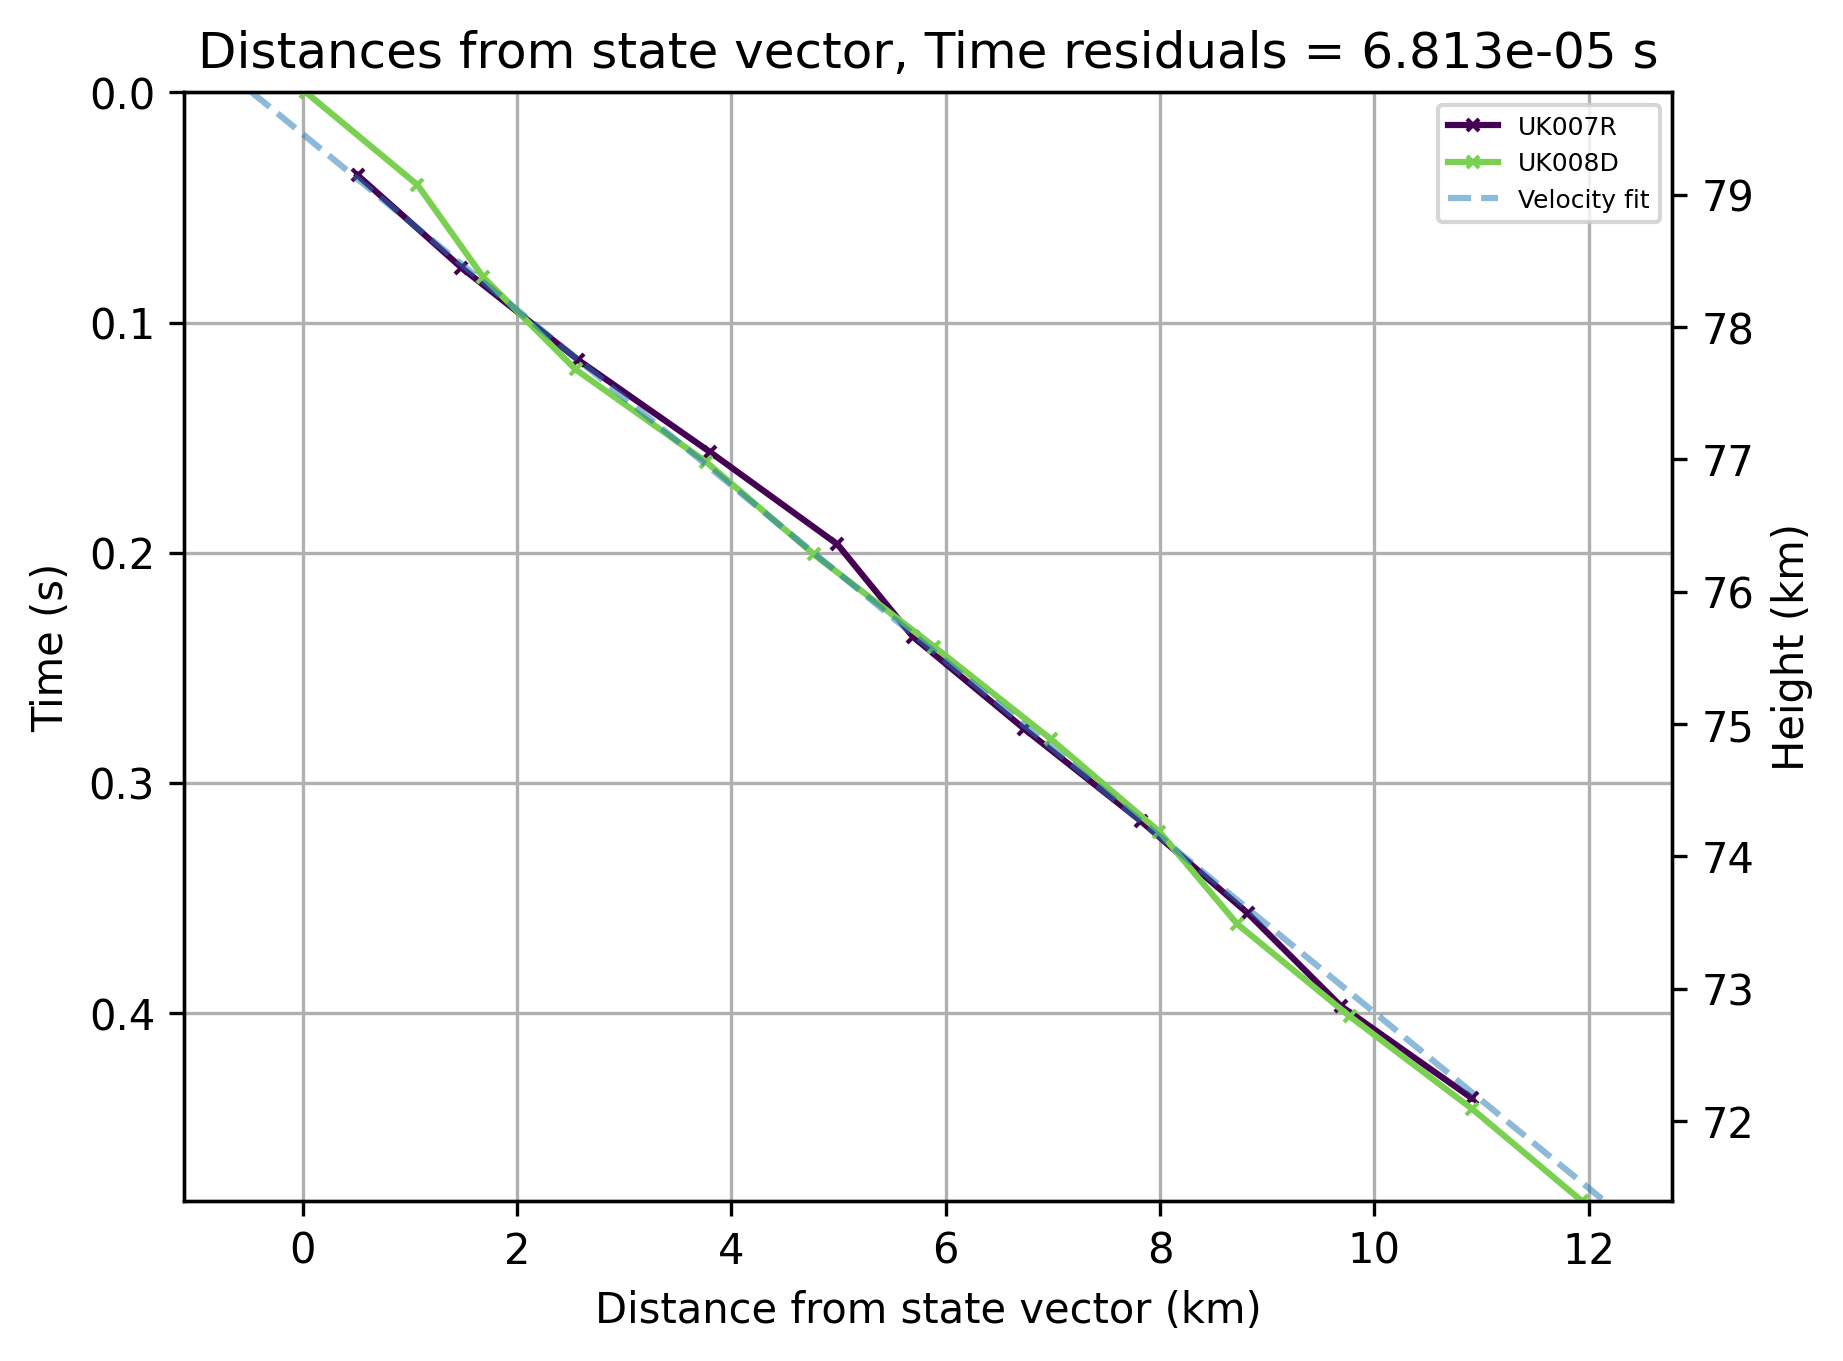 Distances from state vector, Time residuals = 6.813e-05 s
UK007R
UK008D
Velocity fit
Time (s)
0.0
0.1
0.2
0.3
0.4
Height (km)
79
78
77
76
75
74
73
72
0 2 4 6 8 10 12
Distance from state vector (km)